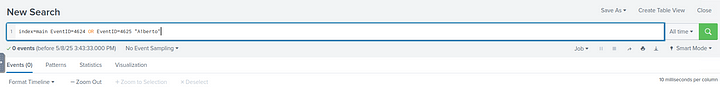 New Search
Save As ▾ Create Table View Close
1 index=main EventID=4624 OR EventID=4625 "A!berto"
All time ▾
✓ 0 events (before 5/8/25 3:43:33.000 PM) No Event Sampling ▾
Job ▾ Smart Mode ▾
Events (0) Patterns Statistics Visualization
Format Timeline ▾ — Zoom Out + Zoom to Selection × Deselect
10 milliseconds per column